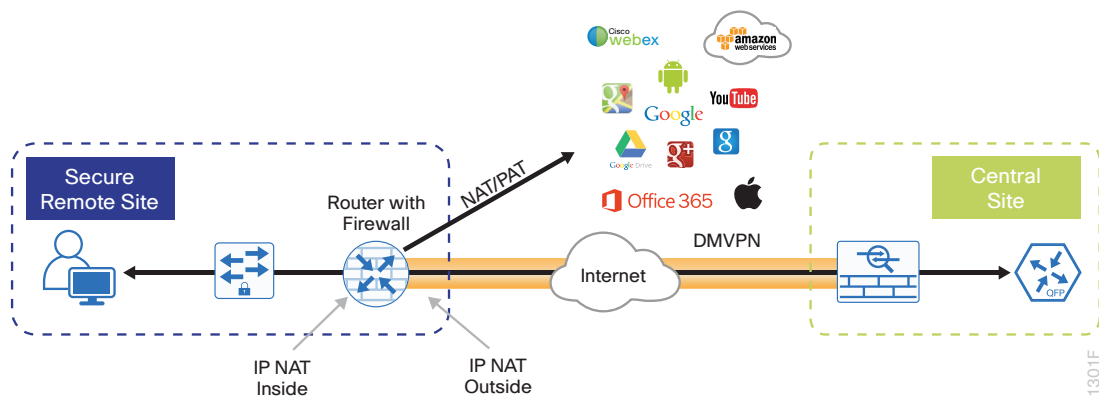 Cisco
webex
amazon
web services
Google
YouTube
Google Drive
g+
g
Office 365
Secure
Remote Site
Router with
Firewall
NAT/PAT
Central
Site
DMVPN
Internet
QFP
IP NAT
Inside
IP NAT
Outside
1301F